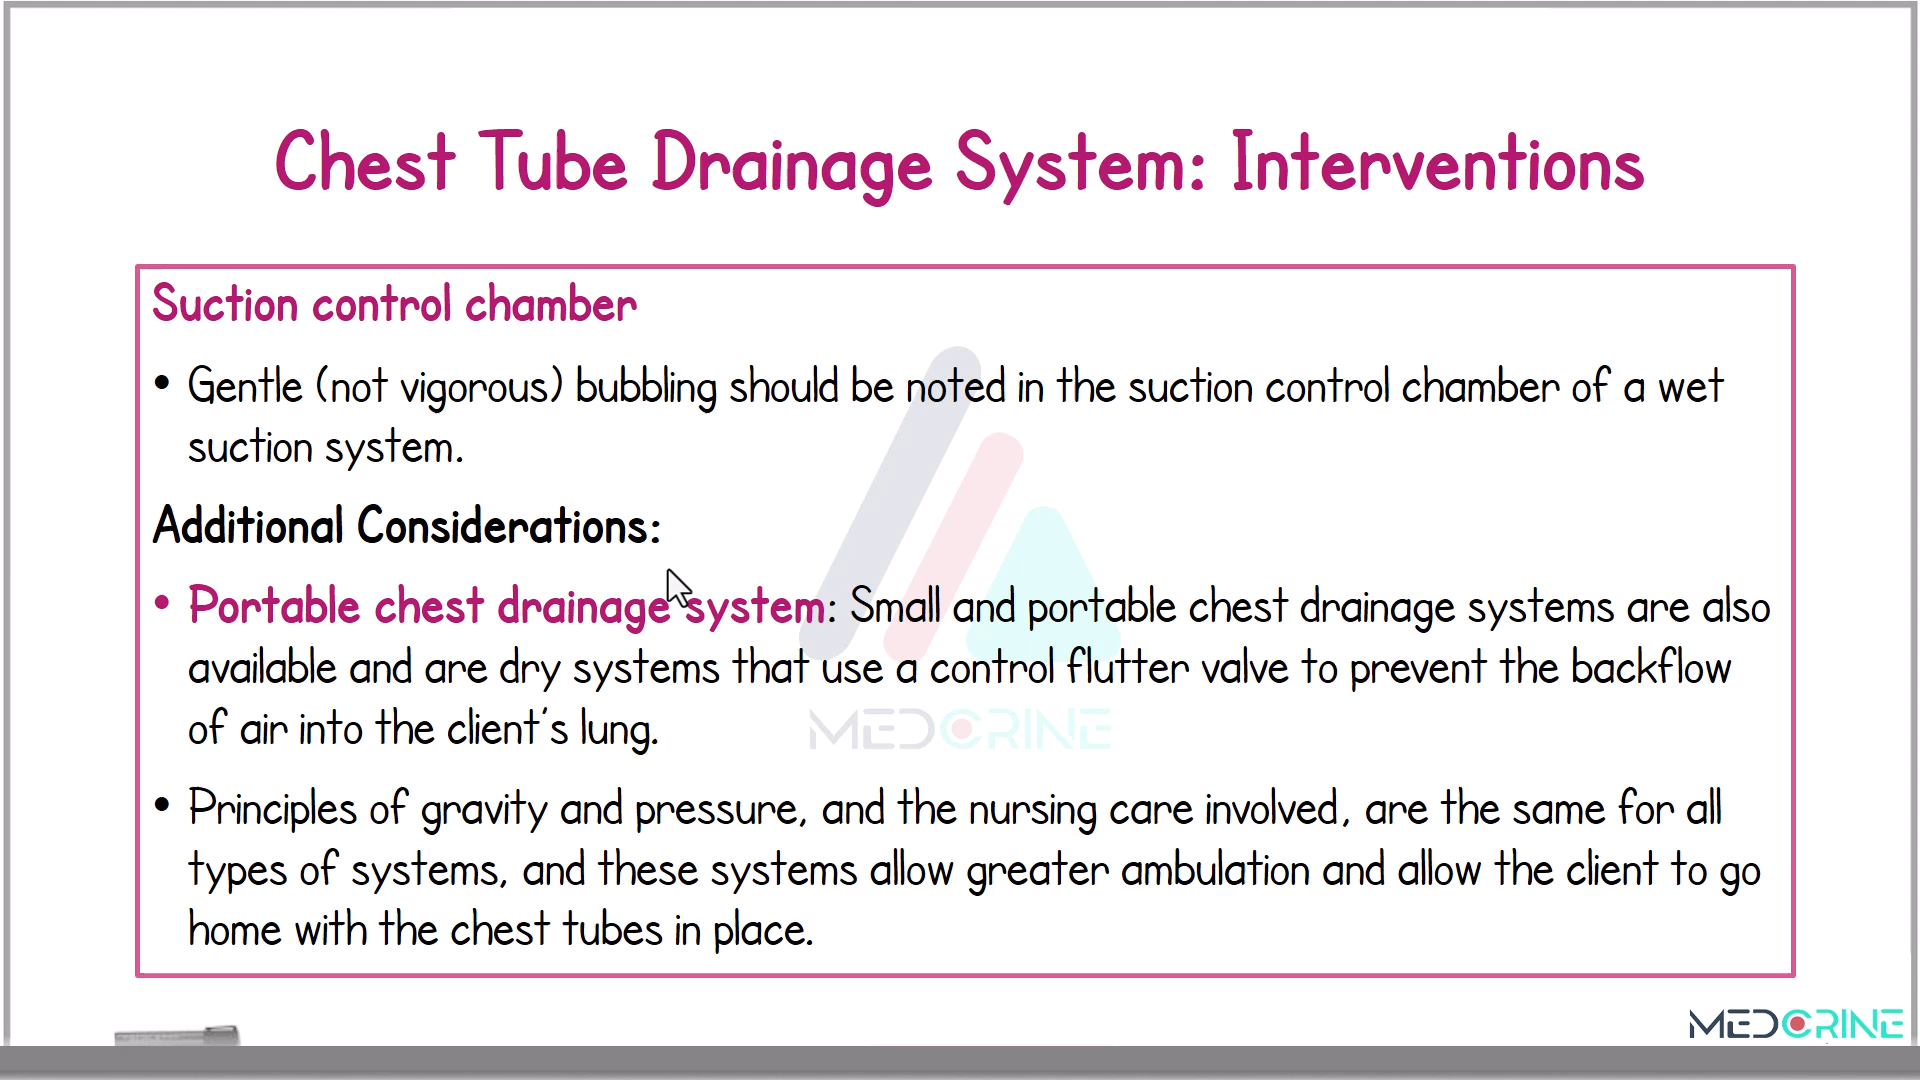 Chest Tube Drainage System: Interventions
Suction control chamber
• Gentle (not vigorous) bubbling should be noted in the suction control chamber of a wet
suction system.
Additional Considerations:
• Portable chest drainage system: Small and portable chest drainage systems are also
available and are dry systems that use a control flutter valve to prevent the backflow
of air into the client's lung.
MEDCRINE
• Principles of gravity and pressure, and the nursing care involved, are the same for all
types of systems, and these systems allow greater ambulation and allow the client to go
home with the chest tubes in place.
MEDCRINE